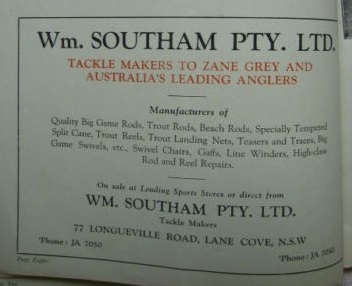 Wm. SOUTHAM PTY. LTD.
TACKLE MAKERS TO ZANE GREY AND
AUSTRALIA'S LEADING ANGLERS
Manufacturers of
Quality Big Game Rods, Trout Rods, Beach Rods, Specially Tempered
Split Cane, Trout Reels, Trout Landing Nets, Teasers and Traces, Big
Game Swivels, etc., Swivel Chairs, Gaffs, Line Winders, High-class
Rod and Reel Repairs.
On sale at Leading Sports Stores or direct from
WM. SOUTHAM PTY. LTD.
Tackle Makers
77 LONGUEVILLE ROAD, LANE COVE, N.S.W
'Phone: JA 7050
'Phone: JA 7050
Page Eight